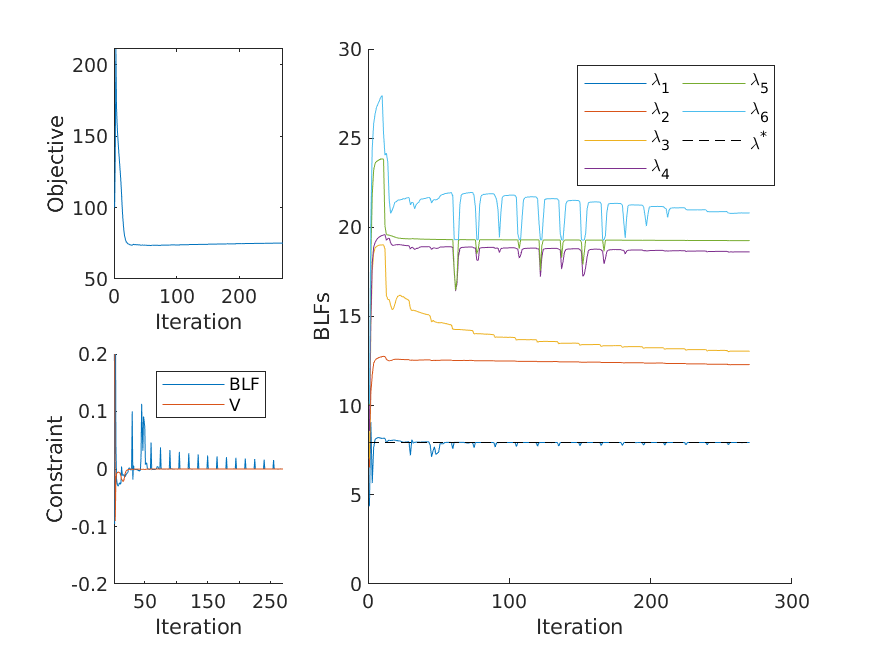 200
150
100
50
Objective
0 100 200
Iteration
0.2
0.1
0
-0.1
-0.2
Constraint
BLF
V
50 150 250
Iteration
30
25
20
15
10
5
0
BLFs
λ1 λ5
λ2 λ6
λ3 λ*
λ4
0 100 200 300
Iteration